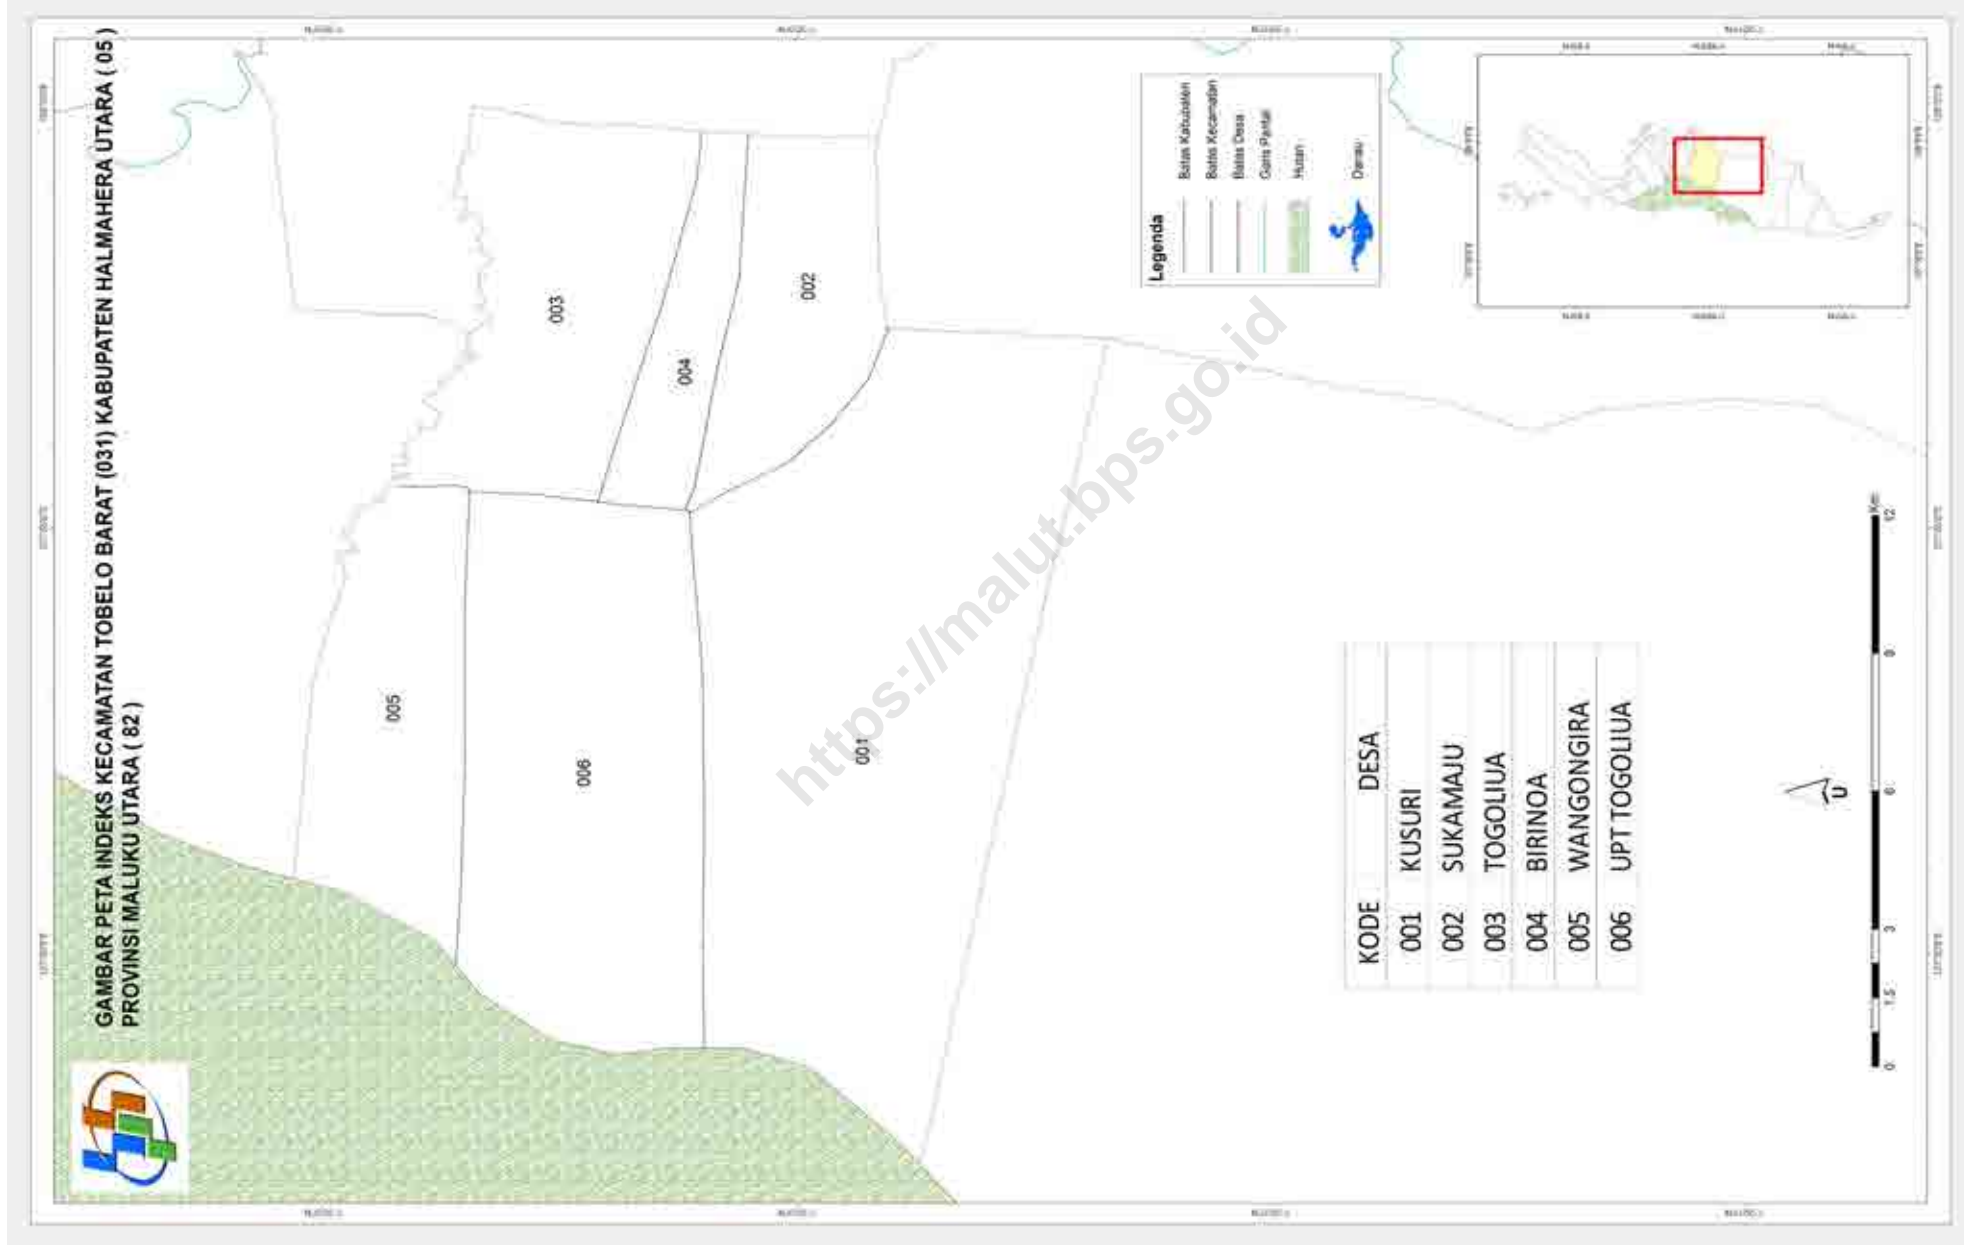 GAMBAR PETA INDEKS KECAMATAN TOBELO BARAT (031) KABUPATEN HALMAHERA UTARA ( 05 )
PROVINSI MALUKU UTARA ( 82 )
005
006
001
003
004
002
https://malut.bps.go.id
Legenda
Batas Kabupaten
Batas Kecamatan
Batas Desa
Garis Pantai
Hutan
Danau
KODE DESA
001 KUSURI
002 SUKAMAJU
003 TOGOLIUA
004 BIRINOA
005 WANGONGIRA
006 UPT TOGOLIUA
U
0 1.5 3 6 9 12
Km